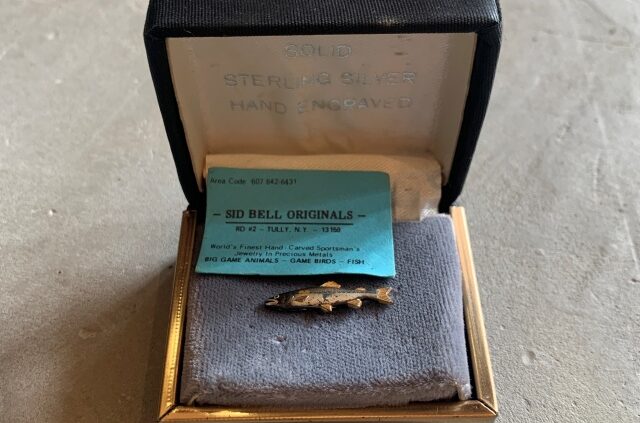 SOLID
STERLING SILVER
HAND ENGRAVED
Area Code 607 842-6431
– SID BELL ORIGINALS –
RD #2 – TULLY, N.Y. – 13159
World's Finest Hand-Carved Sportsman's
Jewelry In Precious Metals
BIG GAME ANIMALS – GAME BIRDS – FISH